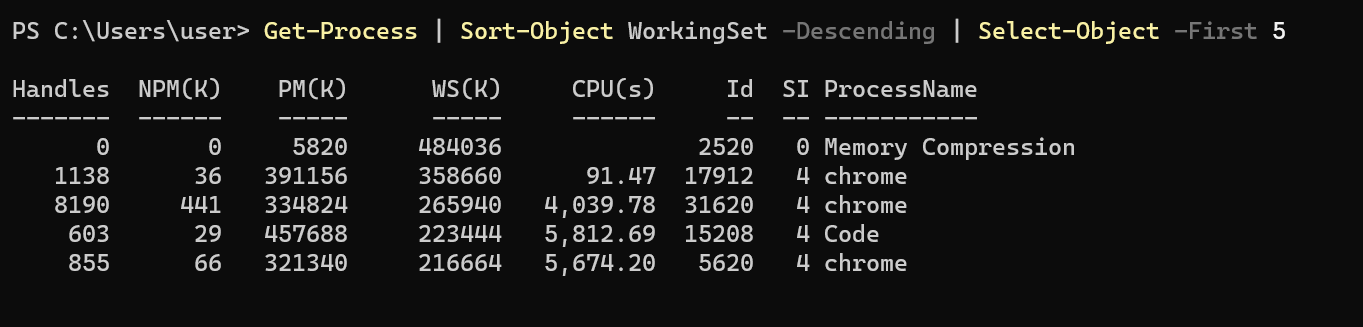 PS C:\Users\user> Get-Process | Sort-Object WorkingSet -Descending | Select-Object -First 5
Handles  NPM(K)    PM(K)      WS(K)     CPU(s)     Id  SI ProcessName
-------  ------    -----      -----     ------     --  -- -----------
      0       0     5820     484036              2520   0 Memory Compression
   1138      36   391156     358660      91.47  17912   4 chrome
   8190     441   334824     265940   4,039.78  31620   4 chrome
    603      29   457688     223444   5,812.69  15208   4 Code
    855      66   321340     216664   5,674.20   5620   4 chrome